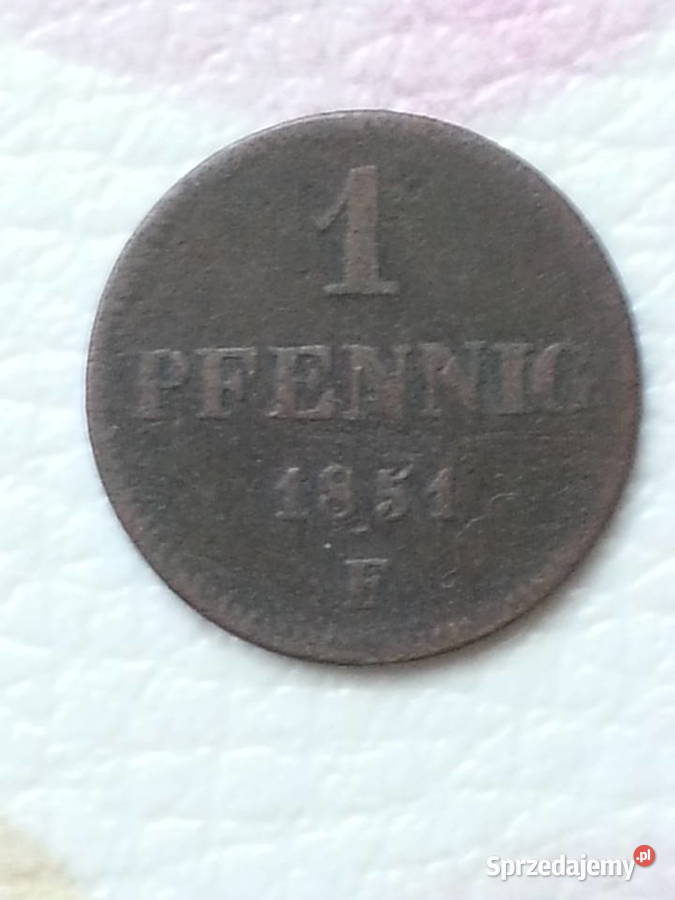 1
PFENNIG
1851
F
Sprzedajemy.pl